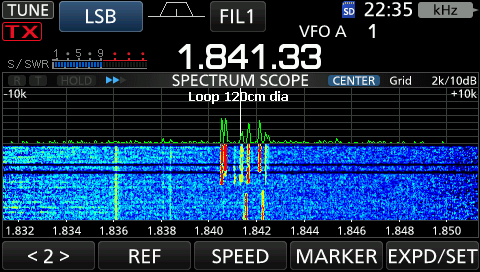 TUNE LSB FIL1 SD 22:35 kHz
TX VFO A 1
1 5 9
S/SWR 1.841.33
R T HOLD SPECTRUM SCOPE CENTER Grid 2k/10dB
-10k Loop 120cm dia +10k
1.832 1.834 1.836 1.838 1.840 1.842 1.844 1.846 1.848 1.850
< 2 > REF SPEED MARKER EXPD/SET